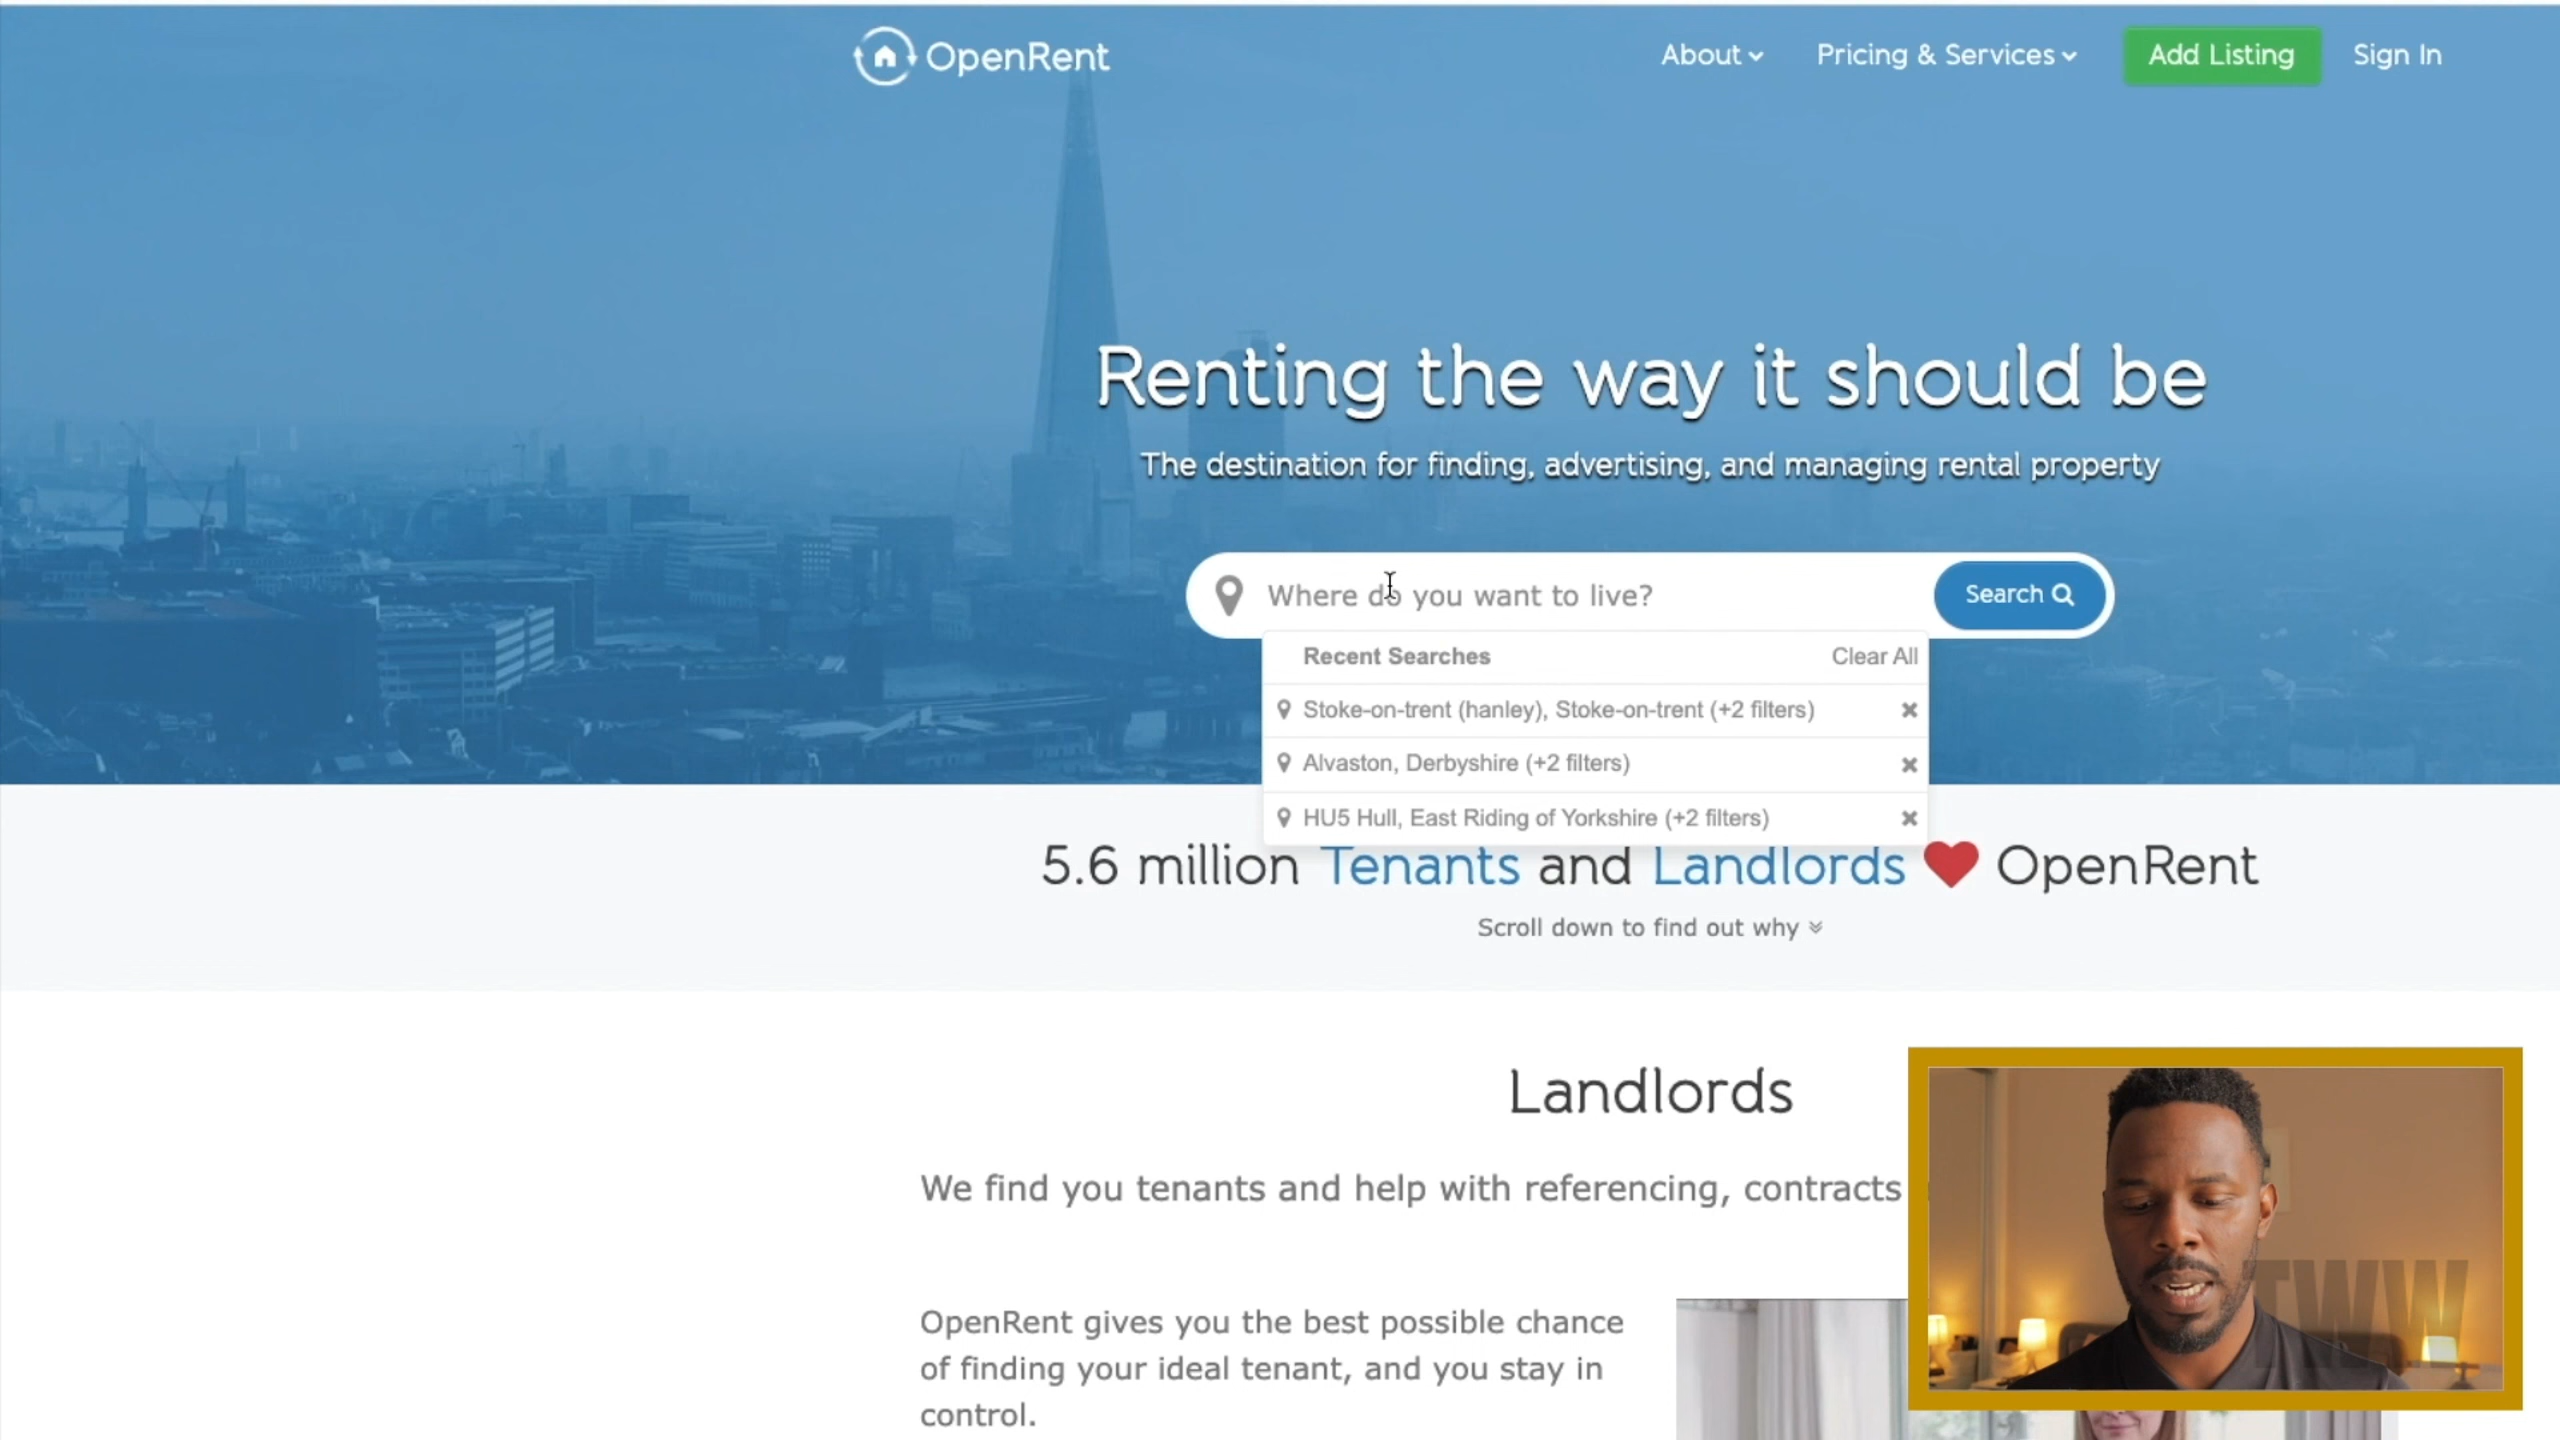 OpenRent
About
Pricing & Services
Add Listing
Sign In
Renting the way it should be
The destination for finding, advertising, and managing rental property
Where do you want to live?
Search
Recent Searches
Clear All
Stoke-on-trent (hanley), Stoke-on-trent (+2 filters)
Alvaston, Derbyshire (+2 filters)
HU5 Hull, East Riding of Yorkshire (+2 filters)
5.6 million Tenants and Landlords OpenRent
Scroll down to find out why
Landlords
We find you tenants and help with referencing, contracts
OpenRent gives you the best possible chance
of finding your ideal tenant, and you stay in
control.
TWW